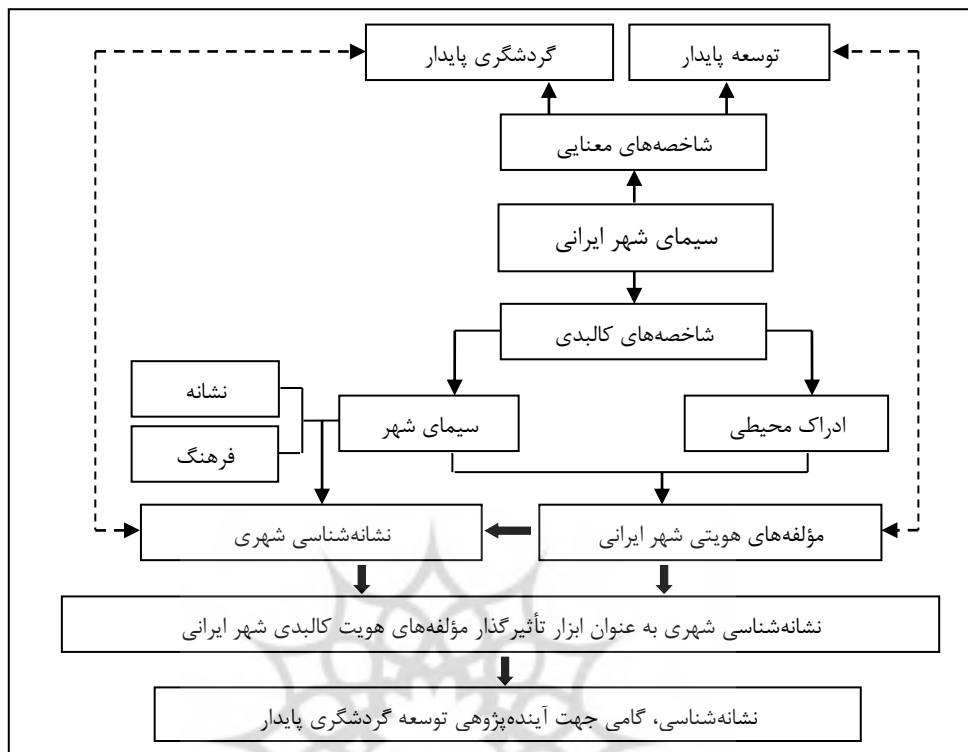 گردشگری پایدار
توسعه پایدار
شاخصه‌های معنایی
سیمای شهر ایرانی
شاخصه‌های کالبدی
نشانه
فرهنگ
سیمای شهر
ادراک محیطی
نشانه‌شناسی شهری
مؤلفه‌های هویتی شهر ایرانی
نشانه‌شناسی شهری به عنوان ابزار تأثیرگذار مؤلفه‌های هویت کالبدی شهر ایرانی
نشانه‌شناسی، گامی جهت آینده‌پژوهی توسعه گردشگری پایدار